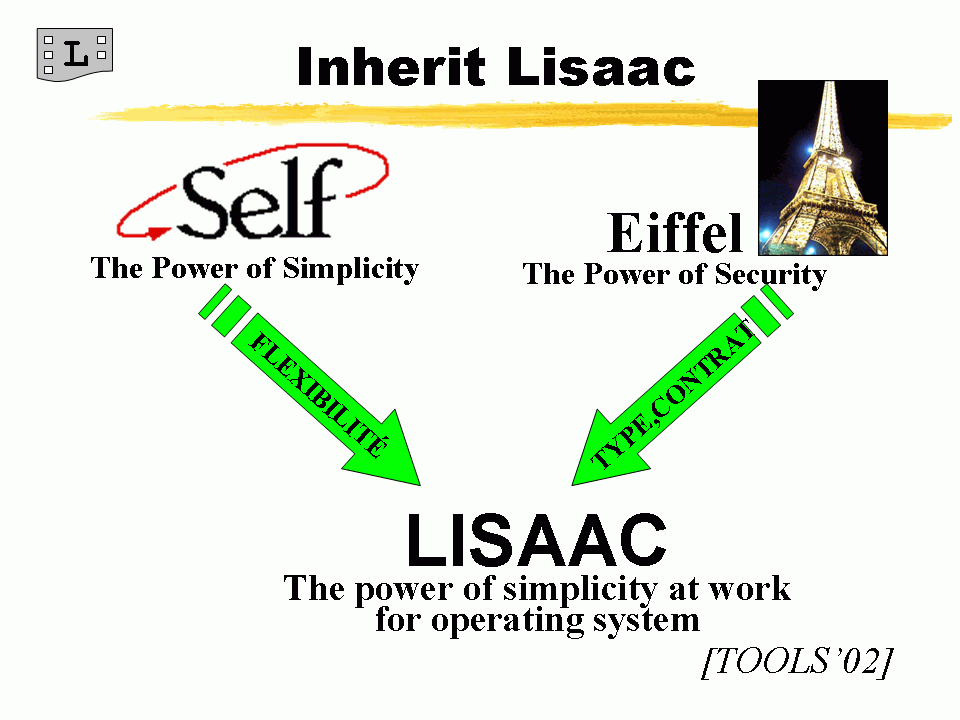 L
Inherit Lisaac
Self
The Power of Simplicity
Eiffel
The Power of Security
FLEXIBILITÉ
TYPE,CONTRAT
LISAAC
The power of simplicity at work
for operating system
[TOOLS’02]